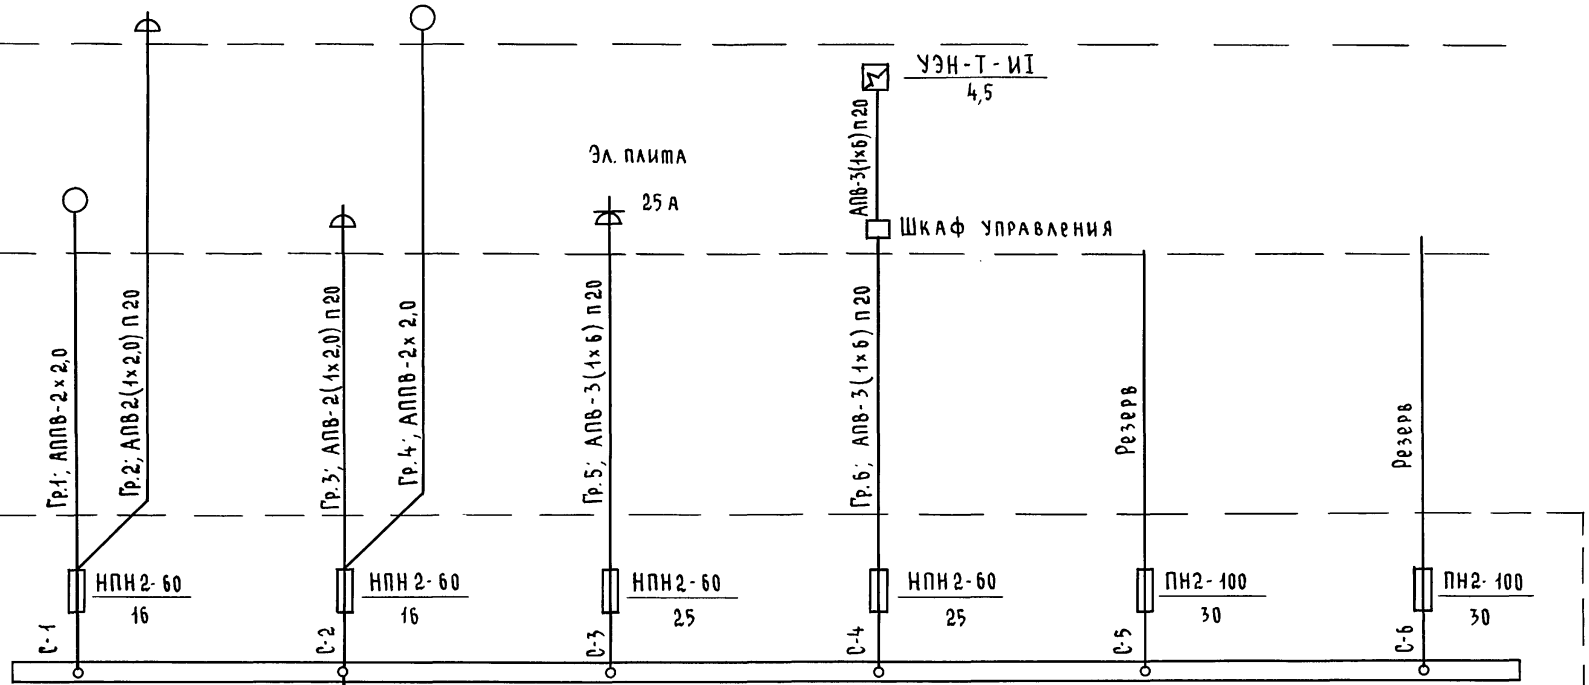 УЭН-Т-ИI
4,5
Эл. плита
25 А
АПВ-3(1х6) п20
Шкаф управления
Гр.1; АППВ-2х2,0
Гр.2; АПВ2(1х2,0) п20
Гр.3; АПВ-2(1х2,0) п20
Гр.4; АППВ-2х2,0
Гр.5; АПВ-3(1х6) п20
Гр.6; АПВ-3(1х6) п20
Резерв
Резерв
НПН2-60
16
НПН2-60
16
НПН2-60
25
НПН2-60
25
ПН2-100
30
ПН2-100
30
С-1
С-2
С-3
С-4
С-5
С-6